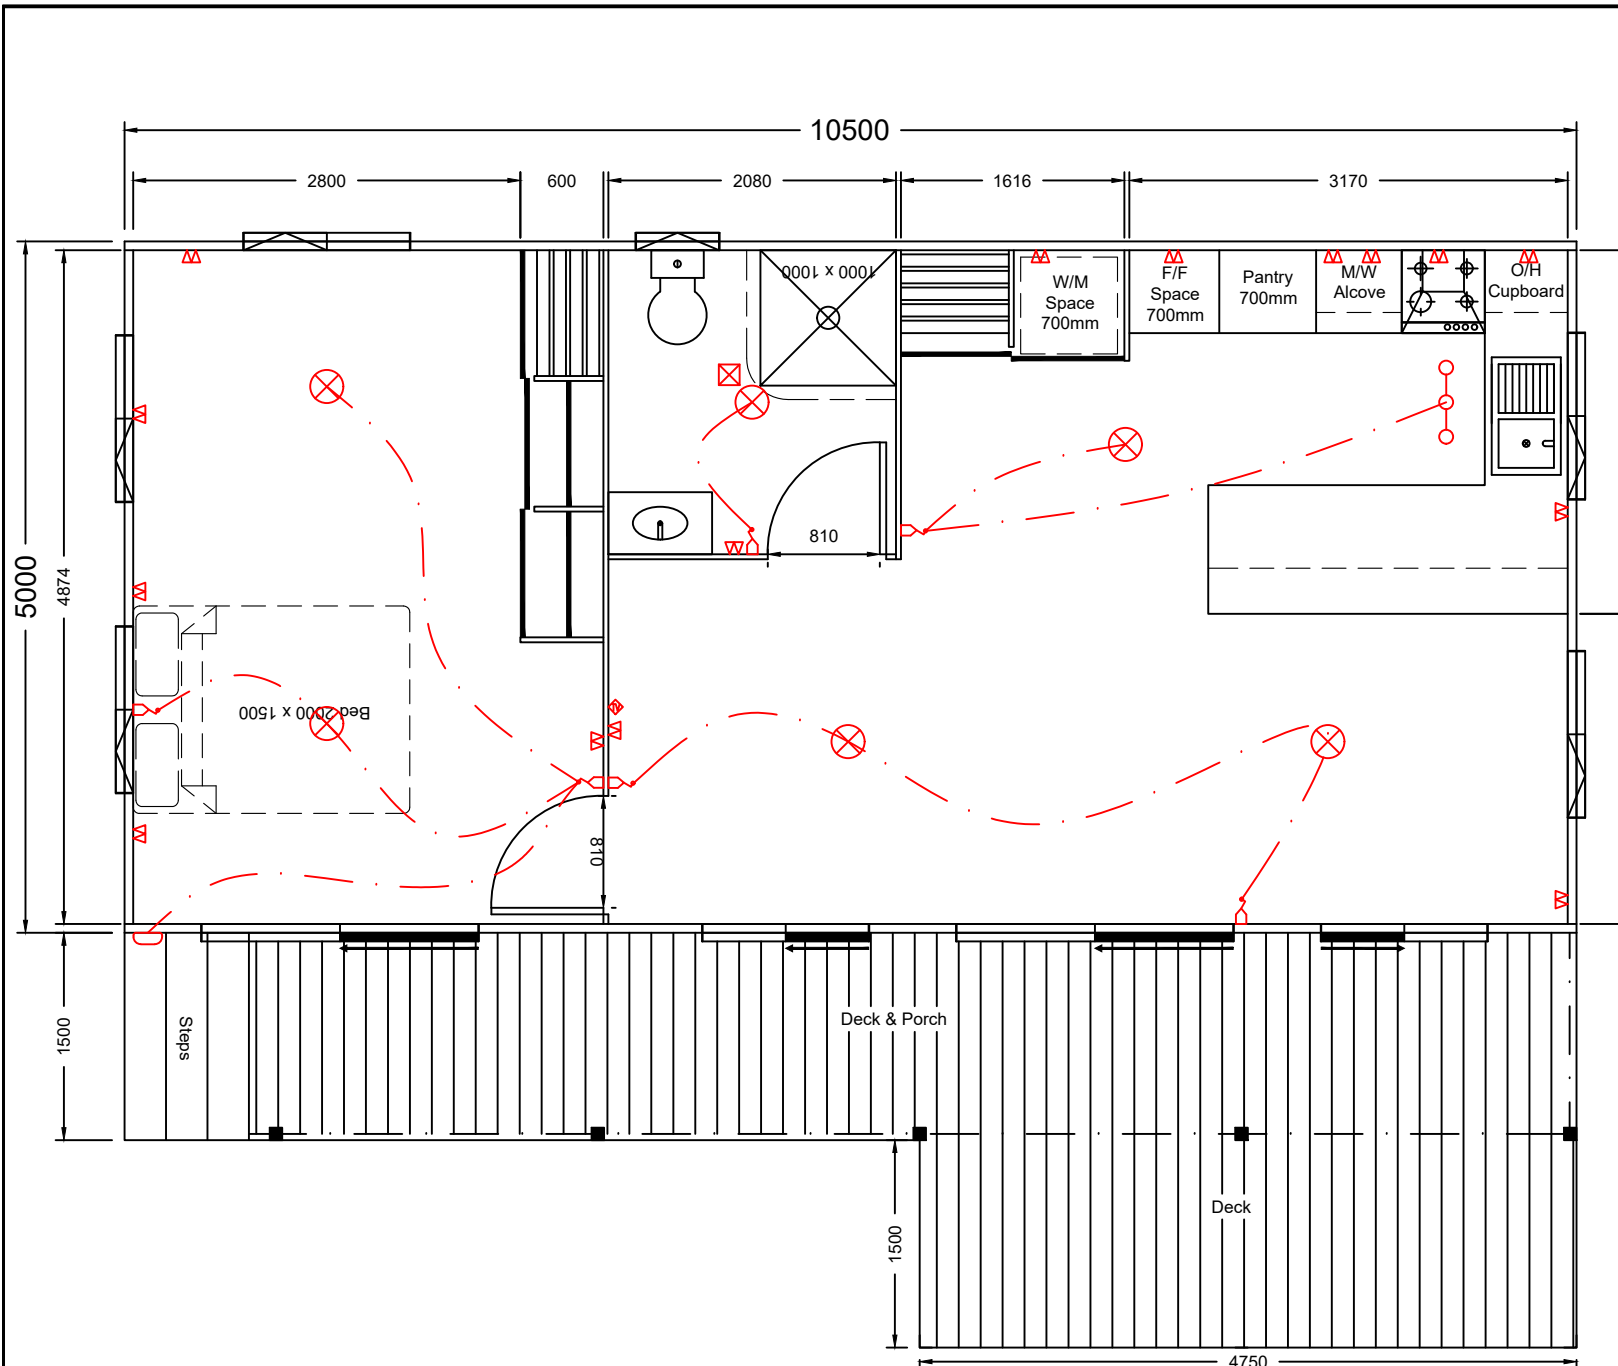 10500
2800
600
2080
1616
3170
1000 x 1000
W/M
Space
700mm
F/F
Space
700mm
Pantry
700mm
M/W
Alcove
O/H
Cupboard
5000
4874
810
Bed 2000 x 1500
810
1500
Steps
Deck & Porch
Deck
1500
4750